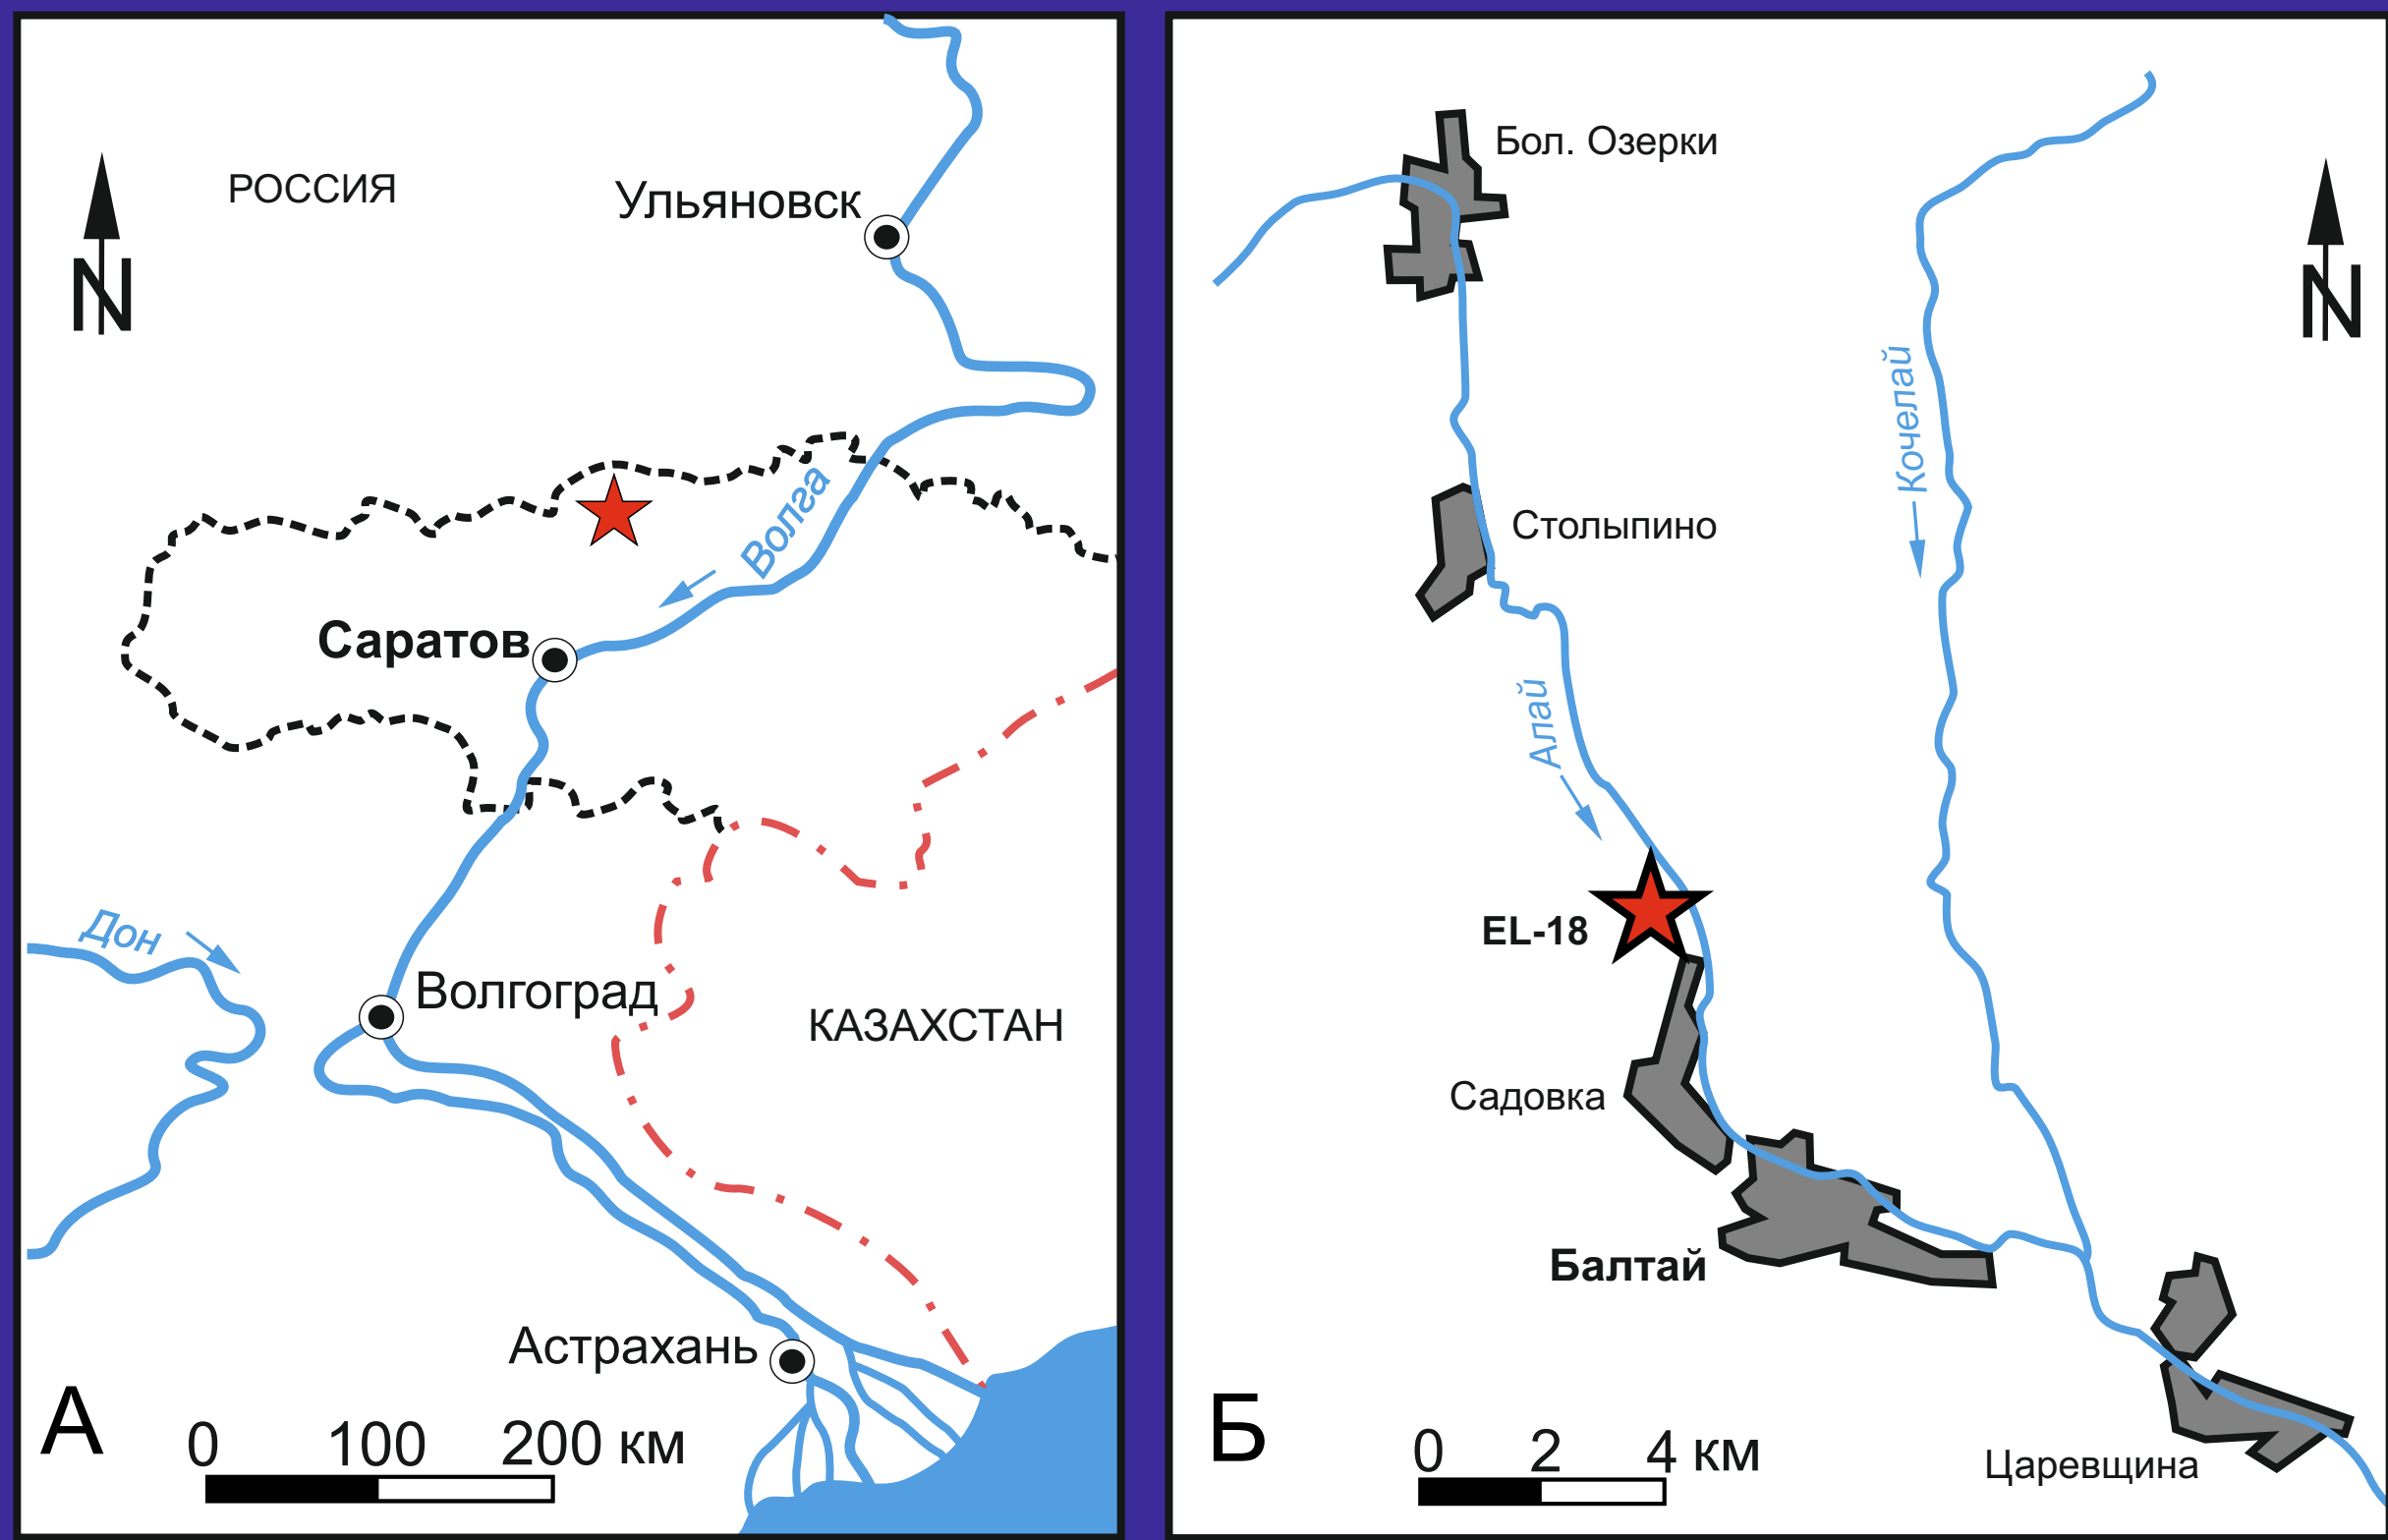 РОССИЯ
Ульяновск
N
Волга
Саратов
Дон
Волгоград
КАЗАХСТАН
Астрахань
А
0 100 200 км
Бол. Озерки
N
Кочелай
Столыпино
Алай
EL-18
Садовка
Балтай
Царевщина
Б
0 2 4 км